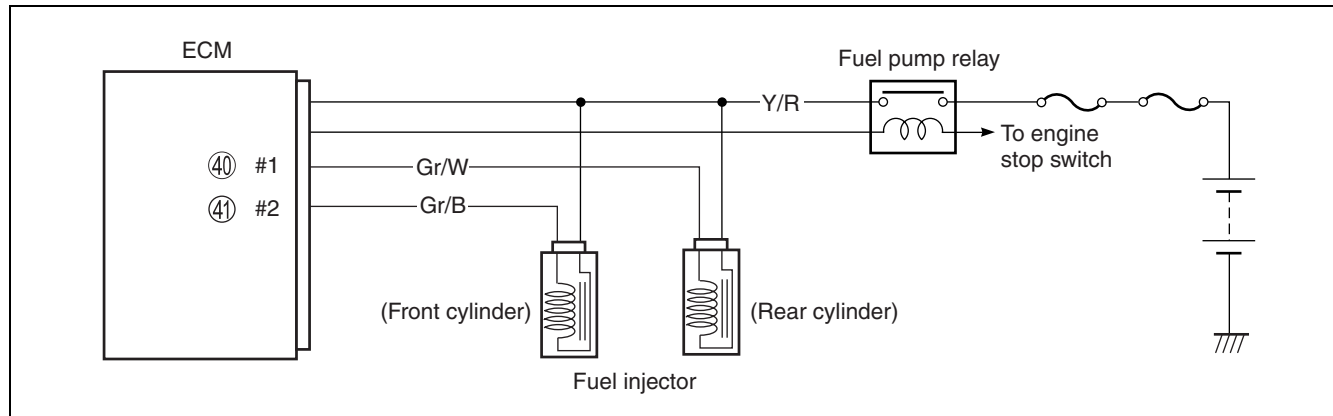 ECM
Fuel pump relay
Y/R
To engine
stop switch
㊵ #1
Gr/W
㊶ #2
Gr/B
(Front cylinder)
(Rear cylinder)
Fuel injector